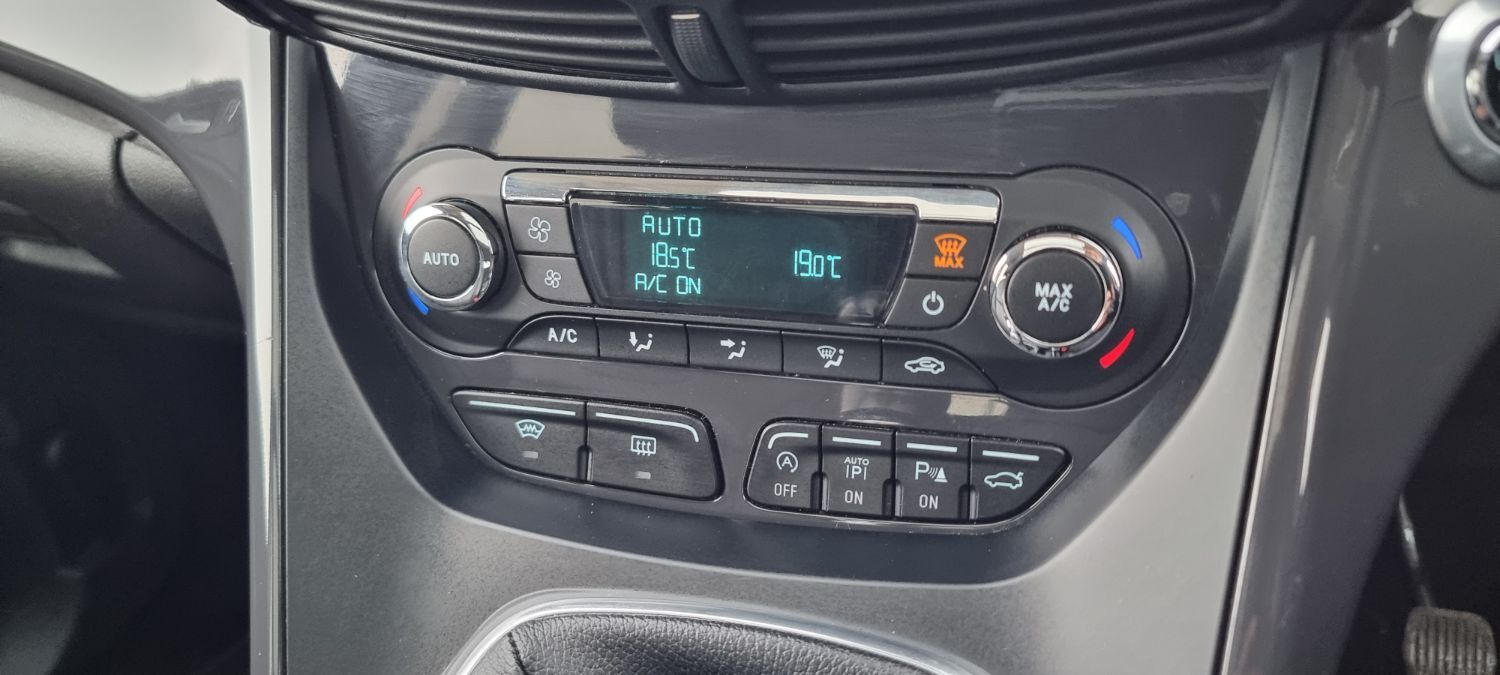 AUTO
AUTO
18.5°C
A/C ON
19.0°C
MAX
MAX
A/C
A/C
A
OFF
AUTO
P
ON
P
ON